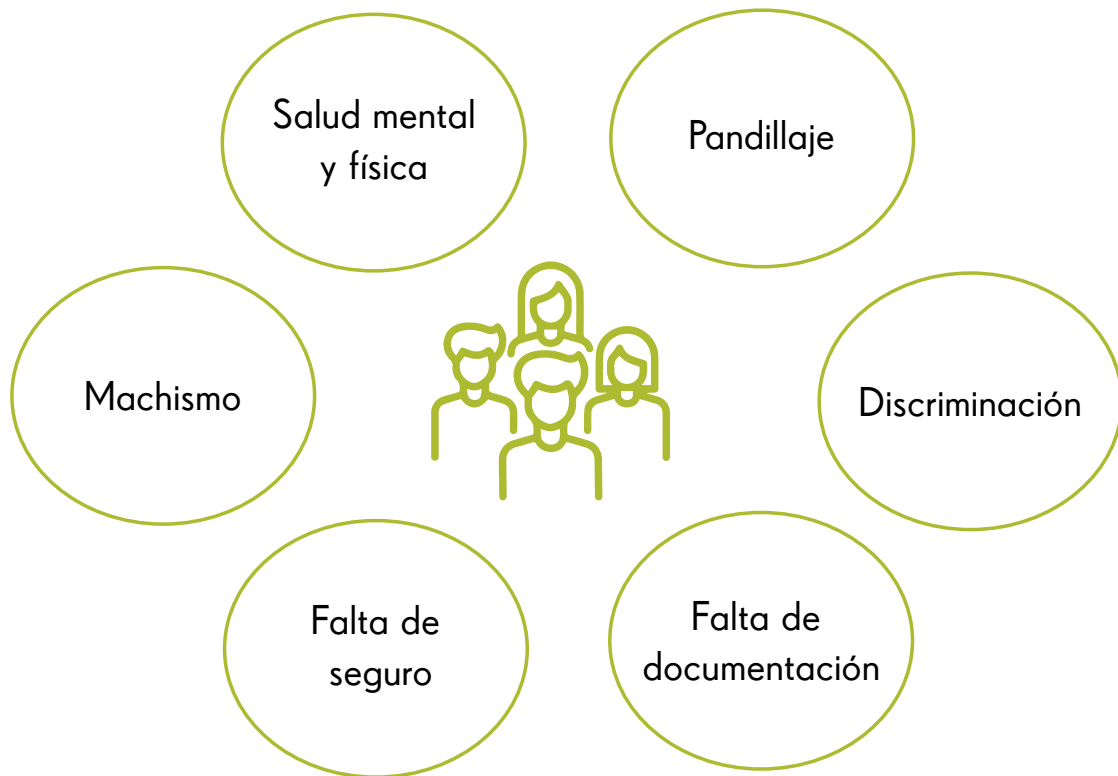 Salud mental
y física
Pandillaje
Machismo
Discriminación
Falta de
seguro
Falta de
documentación